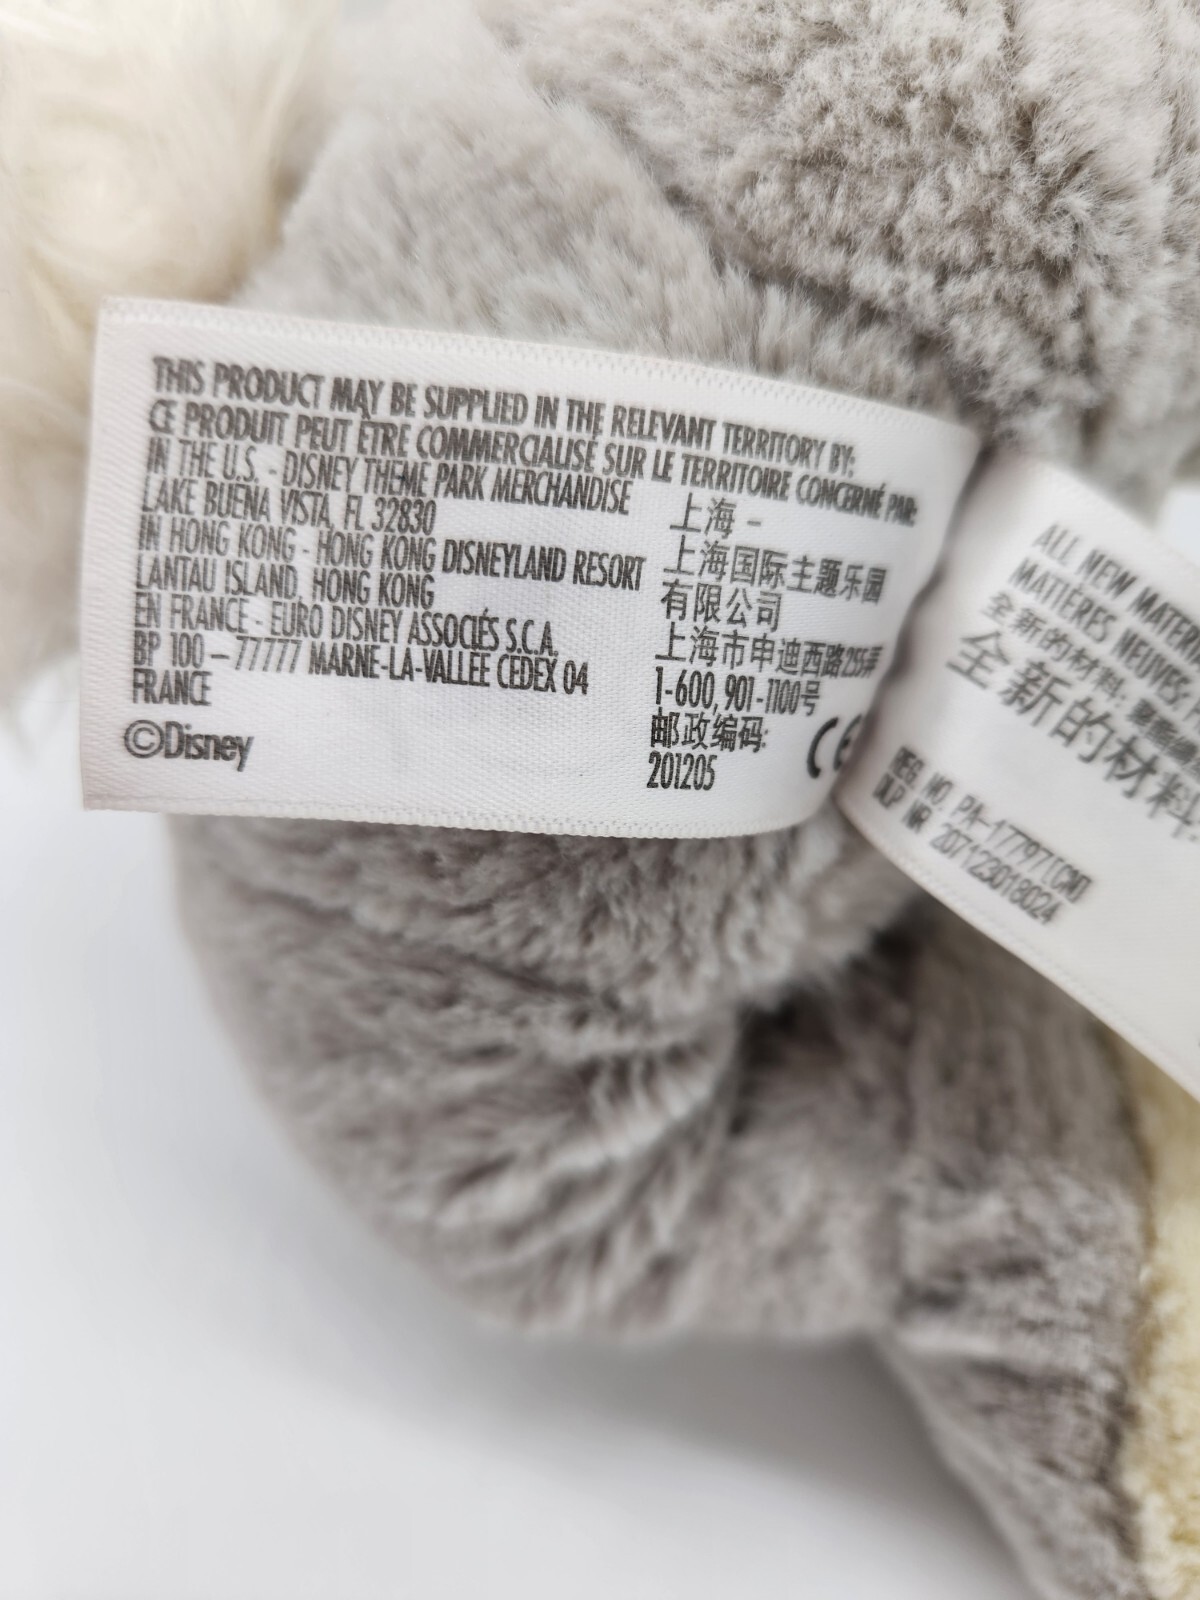 THIS PRODUCT MAY BE SUPPLIED IN THE RELEVANT TERRITORY BY:
CE PRODUIT PEUT ÊTRE COMMERCIALISÉ SUR LE TERRITOIRE CONCERNÉ PAR:
IN THE U.S. - DISNEY THEME PARK MERCHANDISE
LAKE BUENA VISTA, FL 32830
IN HONG KONG - HONG KONG DISNEYLAND RESORT
LANTAU ISLAND, HONG KONG
EN FRANCE - EURO DISNEY ASSOCIÉS S.C.A.
BP 100 – 77777 MARNE-LA-VALLÉE CEDEX 04
FRANCE
©Disney
上海 -
上海国际主题乐园
有限公司
上海市申迪西路255弄
1-600, 901-1100号
邮政编码:
201205
CE
ALL NEW MATERI
MATIÈRES NEUVES:
全新的材料:
全新的材料:
REG. NO. PA-17797(CN)
DLP NR 207123018024